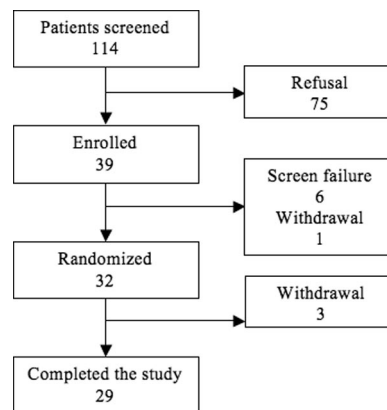 Patients screened
114
Refusal
75
Enrolled
39
Screen failure
6
Withdrawal
1
Randomized
32
Withdrawal
3
Completed the study
29